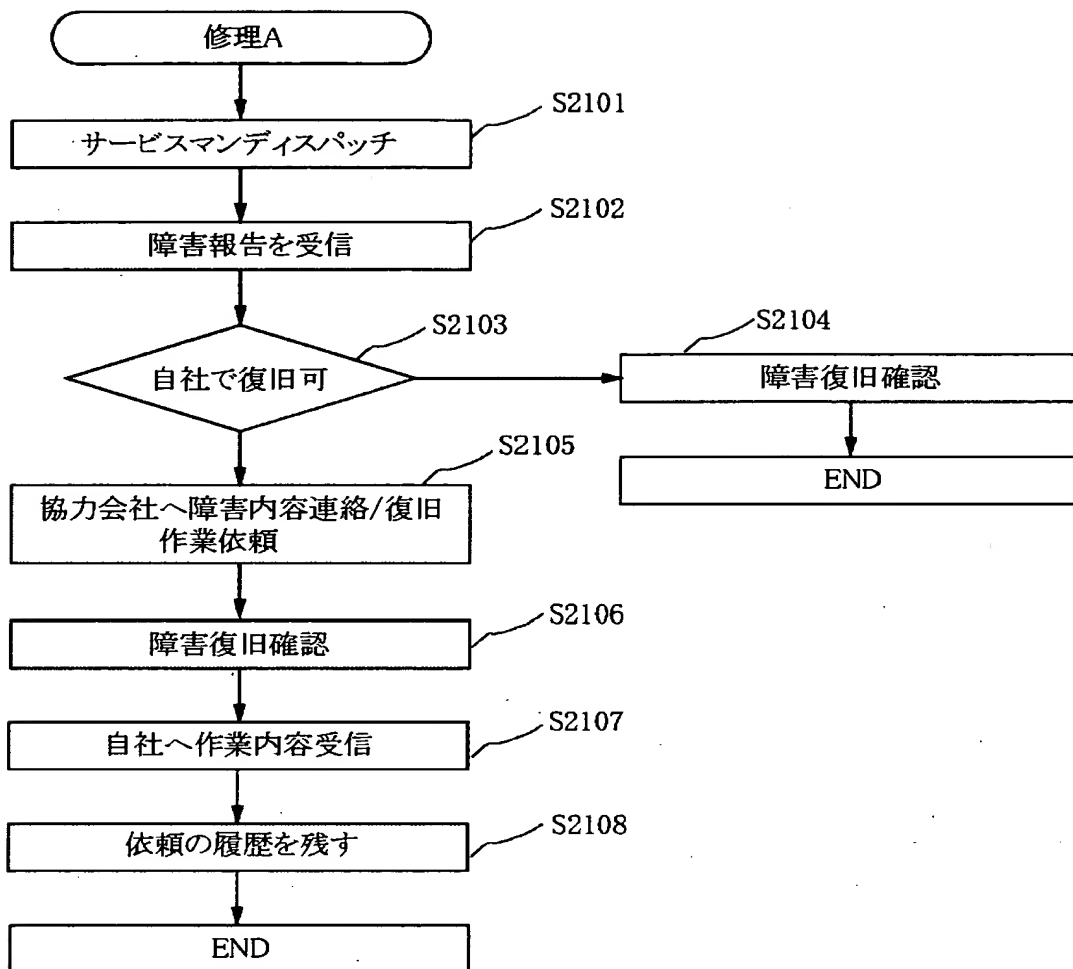 修理A
S2101
サービスマンディスパッチ
S2102
障害報告を受信
S2103
自社で復旧可
S2104
障害復旧確認
END
S2105
協力会社へ障害内容連絡/復旧
作業依頼
S2106
障害復旧確認
S2107
自社へ作業内容受信
S2108
依頼の履歴を残す
END